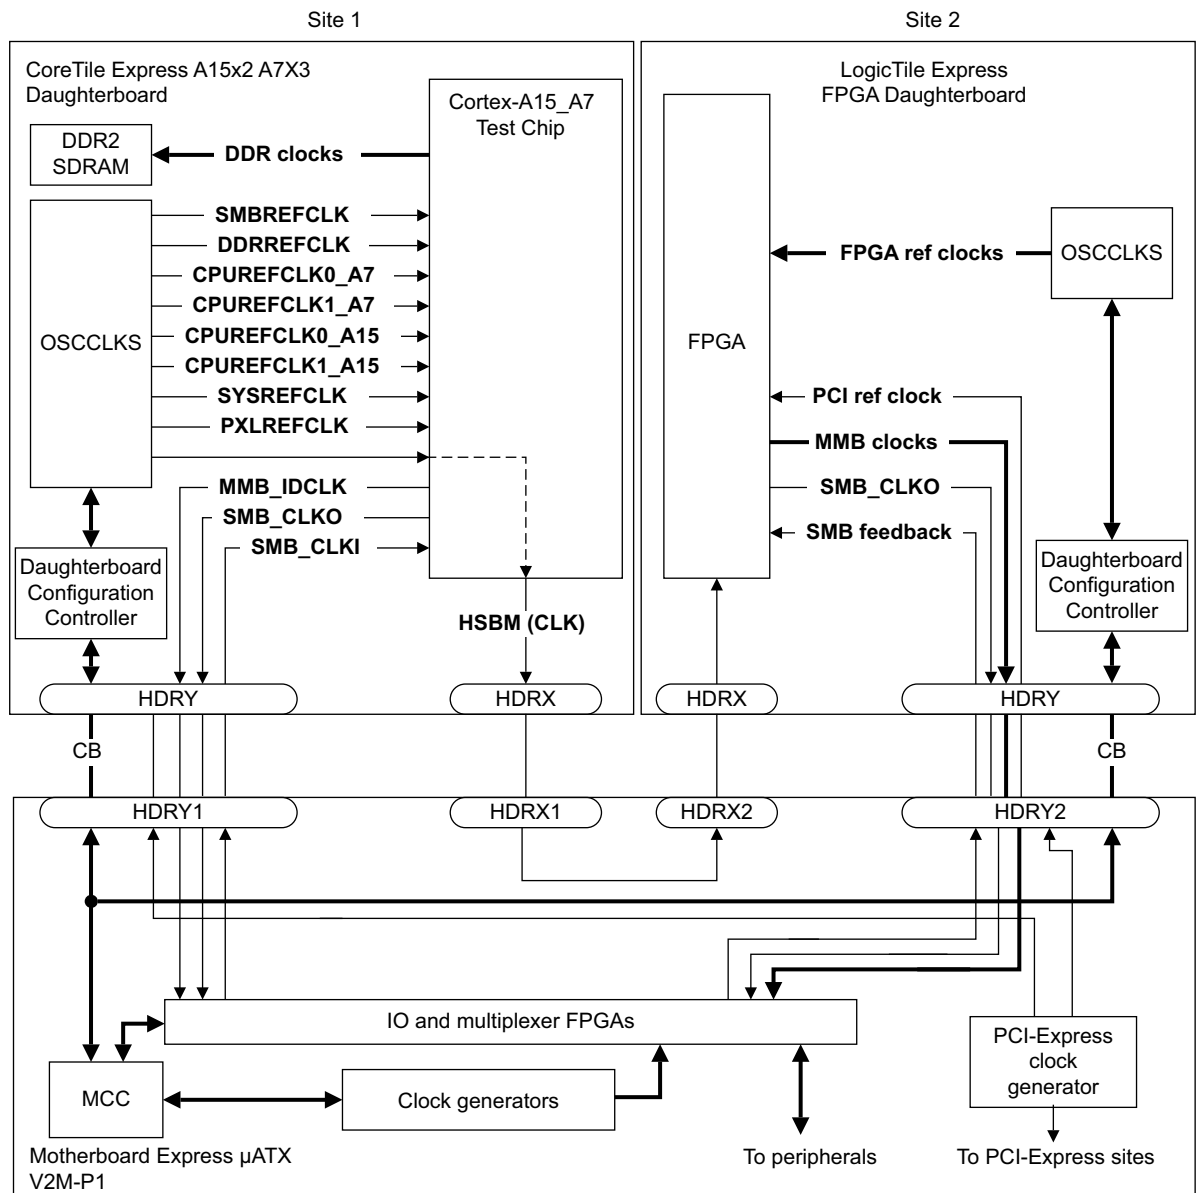 Site 1
Site 2
CoreTile Express A15x2 A7X3
Daughterboard
Cortex-A15_A7
Test Chip
DDR2
SDRAM
DDR clocks
SMBREFCLK
DDRREFCLK
CPUREFCLK0_A7
CPUREFCLK1_A7
OSCCLKS
CPUREFCLK0_A15
CPUREFCLK1_A15
SYSREFCLK
PXLREFCLK
MMB_IDCLK
SMB_CLKO
SMB_CLKI
Daughterboard
Configuration
Controller
HSBM (CLK)
HDRY
HDRX
LogicTile Express
FPGA Daughterboard
FPGA ref clocks
OSCCLKS
FPGA
PCI ref clock
MMB clocks
SMB_CLKO
SMB feedback
Daughterboard
Configuration
Controller
HDRX
HDRY
CB
CB
HDRY1
HDRX1
HDRX2
HDRY2
IO and multiplexer FPGAs
PCI-Express
clock
generator
MCC
Clock generators
Motherboard Express µATX
V2M-P1
To peripherals
To PCI-Express sites